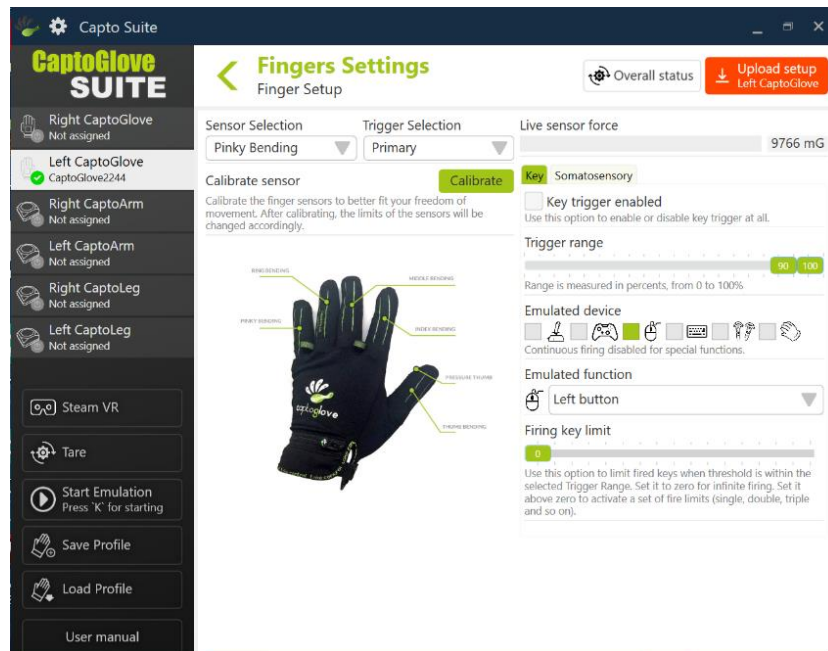 Capto Suite
CaptoGlove
SUITE
Right CaptoGlove
Not assigned
Left CaptoGlove
CaptoGlove2244
Right CaptoArm
Not assigned
Left CaptoArm
Not assigned
Right CaptoLeg
Not assigned
Left CaptoLeg
Not assigned
Steam VR
Tare
Start Emulation
Press `K` for starting
Save Profile
Load Profile
User manual
Fingers Settings
Finger Setup
Overall status
Upload setup
Left CaptoGlove
Sensor Selection
Pinky Bending
Trigger Selection
Primary
Calibrate sensor
Calibrate
Calibrate the finger sensors to better fit your freedom of
movement. After calibrating, the limits of the sensors will be
changed accordingly.
RING BENDING
MIDDLE BENDING
PINKY BENDING
INDEX BENDING
PRESSURE THUMB
THUMB BENDING
captoglove
Live sensor force
9766 mG
Key
Somatosensory
Key trigger enabled
Use this option to enable or disable key trigger at all.
Trigger range
90
100
Range is measured in percents, from 0 to 100%
Emulated device
Continuous firing disabled for special functions.
Emulated function
Left button
Firing key limit
0
Use this option to limit fired keys when threshold is within the
selected Trigger Range. Set it to zero for infinite firing. Set it
above zero to activate a set of fire limits (single, double, triple
and so on).